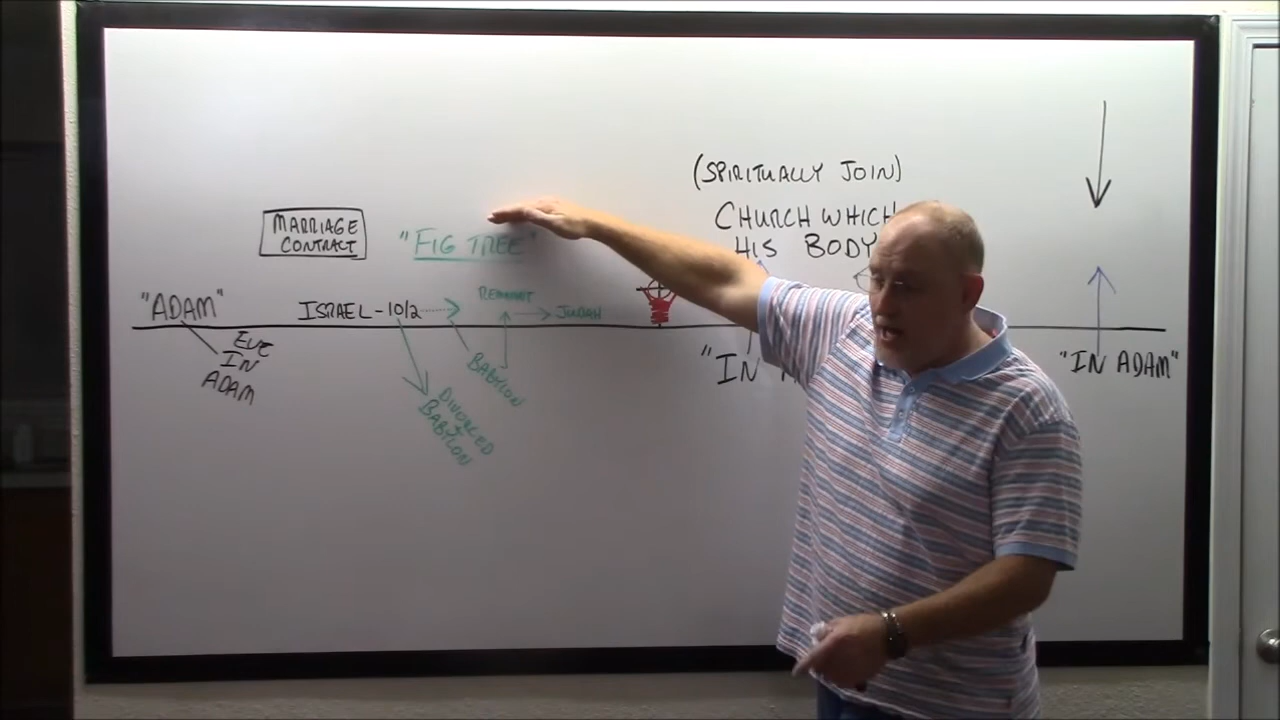 (SPIRITUALLY JOIN)
CHURCH WHICH
HIS BODY
MARRIAGE
CONTRACT
"FIG TREE"
"ADAM"
EVE
IN
ADAM
ISRAEL-10/2
REMNANT
JUDAH
BABYLON
DIVORCED
BABYLON
"IN
"IN ADAM"